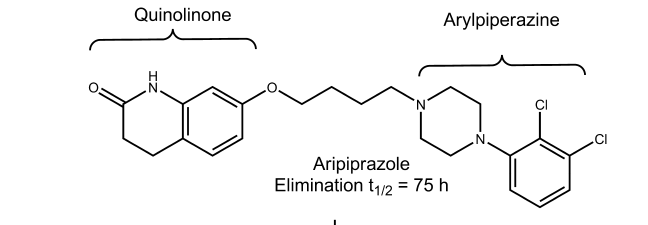 Quinolinone
Arylpiperazine
H
O
N
O
N
N
Cl
Cl
Aripiprazole
Elimination t1/2 = 75 h